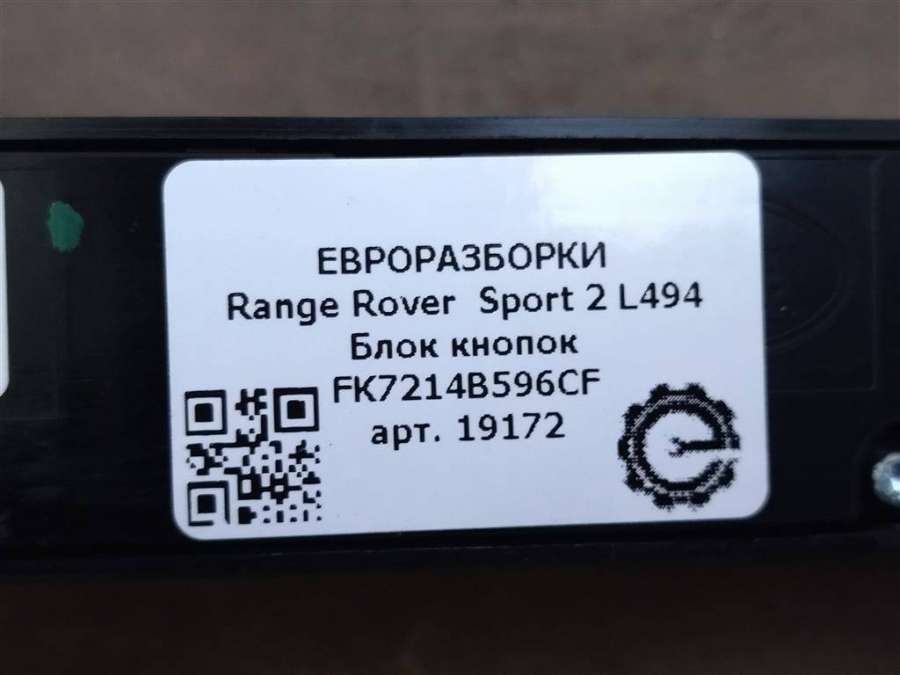 ЕВРОРАЗБОРКИ
Range Rover Sport 2 L494
Блок кнопок
FK7214B596CF
арт. 19172